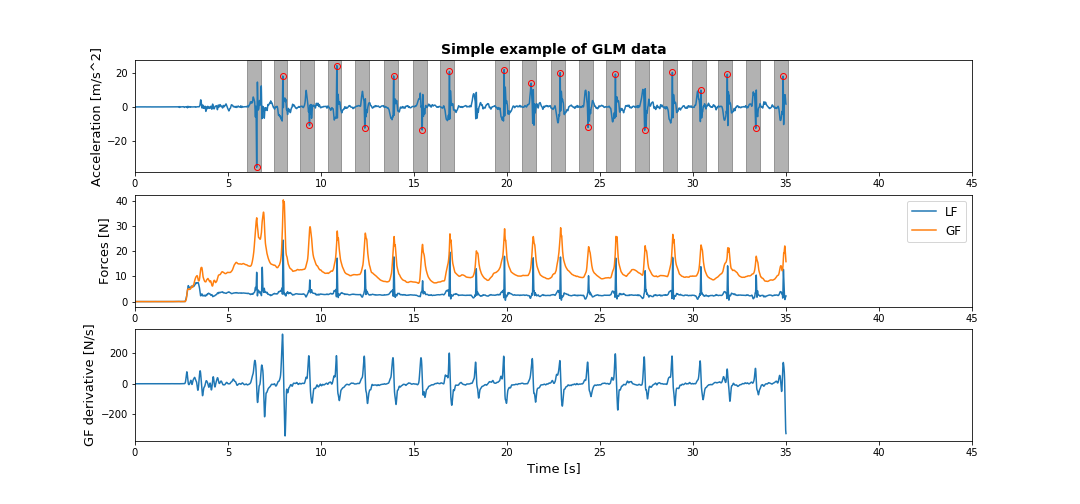 Simple example of GLM data
Acceleration [m/s^2]
20
0
−20
0 5 10 15 20 25 30 35 40 45
Forces [N]
40
30
20
10
0
LF
GF
0 5 10 15 20 25 30 35 40 45
GF derivative [N/s]
200
0
−200
0 5 10 15 20 25 30 35 40 45
Time [s]